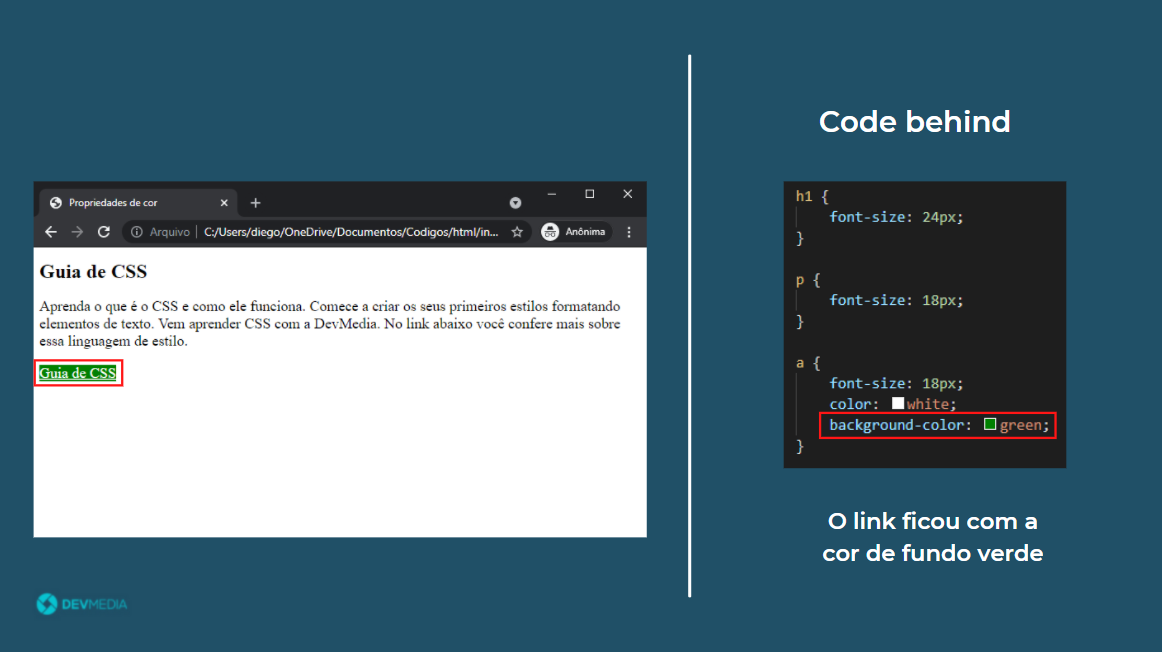 Propriedades de cor
Arquivo | C:/Users/diego/OneDrive/Documentos/Codigos/html/in...
Anônima
Guia de CSS
Aprenda o que é o CSS e como ele funciona. Comece a criar os seus primeiros estilos formatando
elementos de texto. Vem aprender CSS com a DevMedia. No link abaixo você confere mais sobre
essa linguagem de estilo.
Guia de CSS
DEVMEDIA
Code behind
h1 {
font-size: 24px;
}
p {
font-size: 18px;
}
a {
font-size: 18px;
color: white;
background-color: green;
}
O link ficou com a
cor de fundo verde